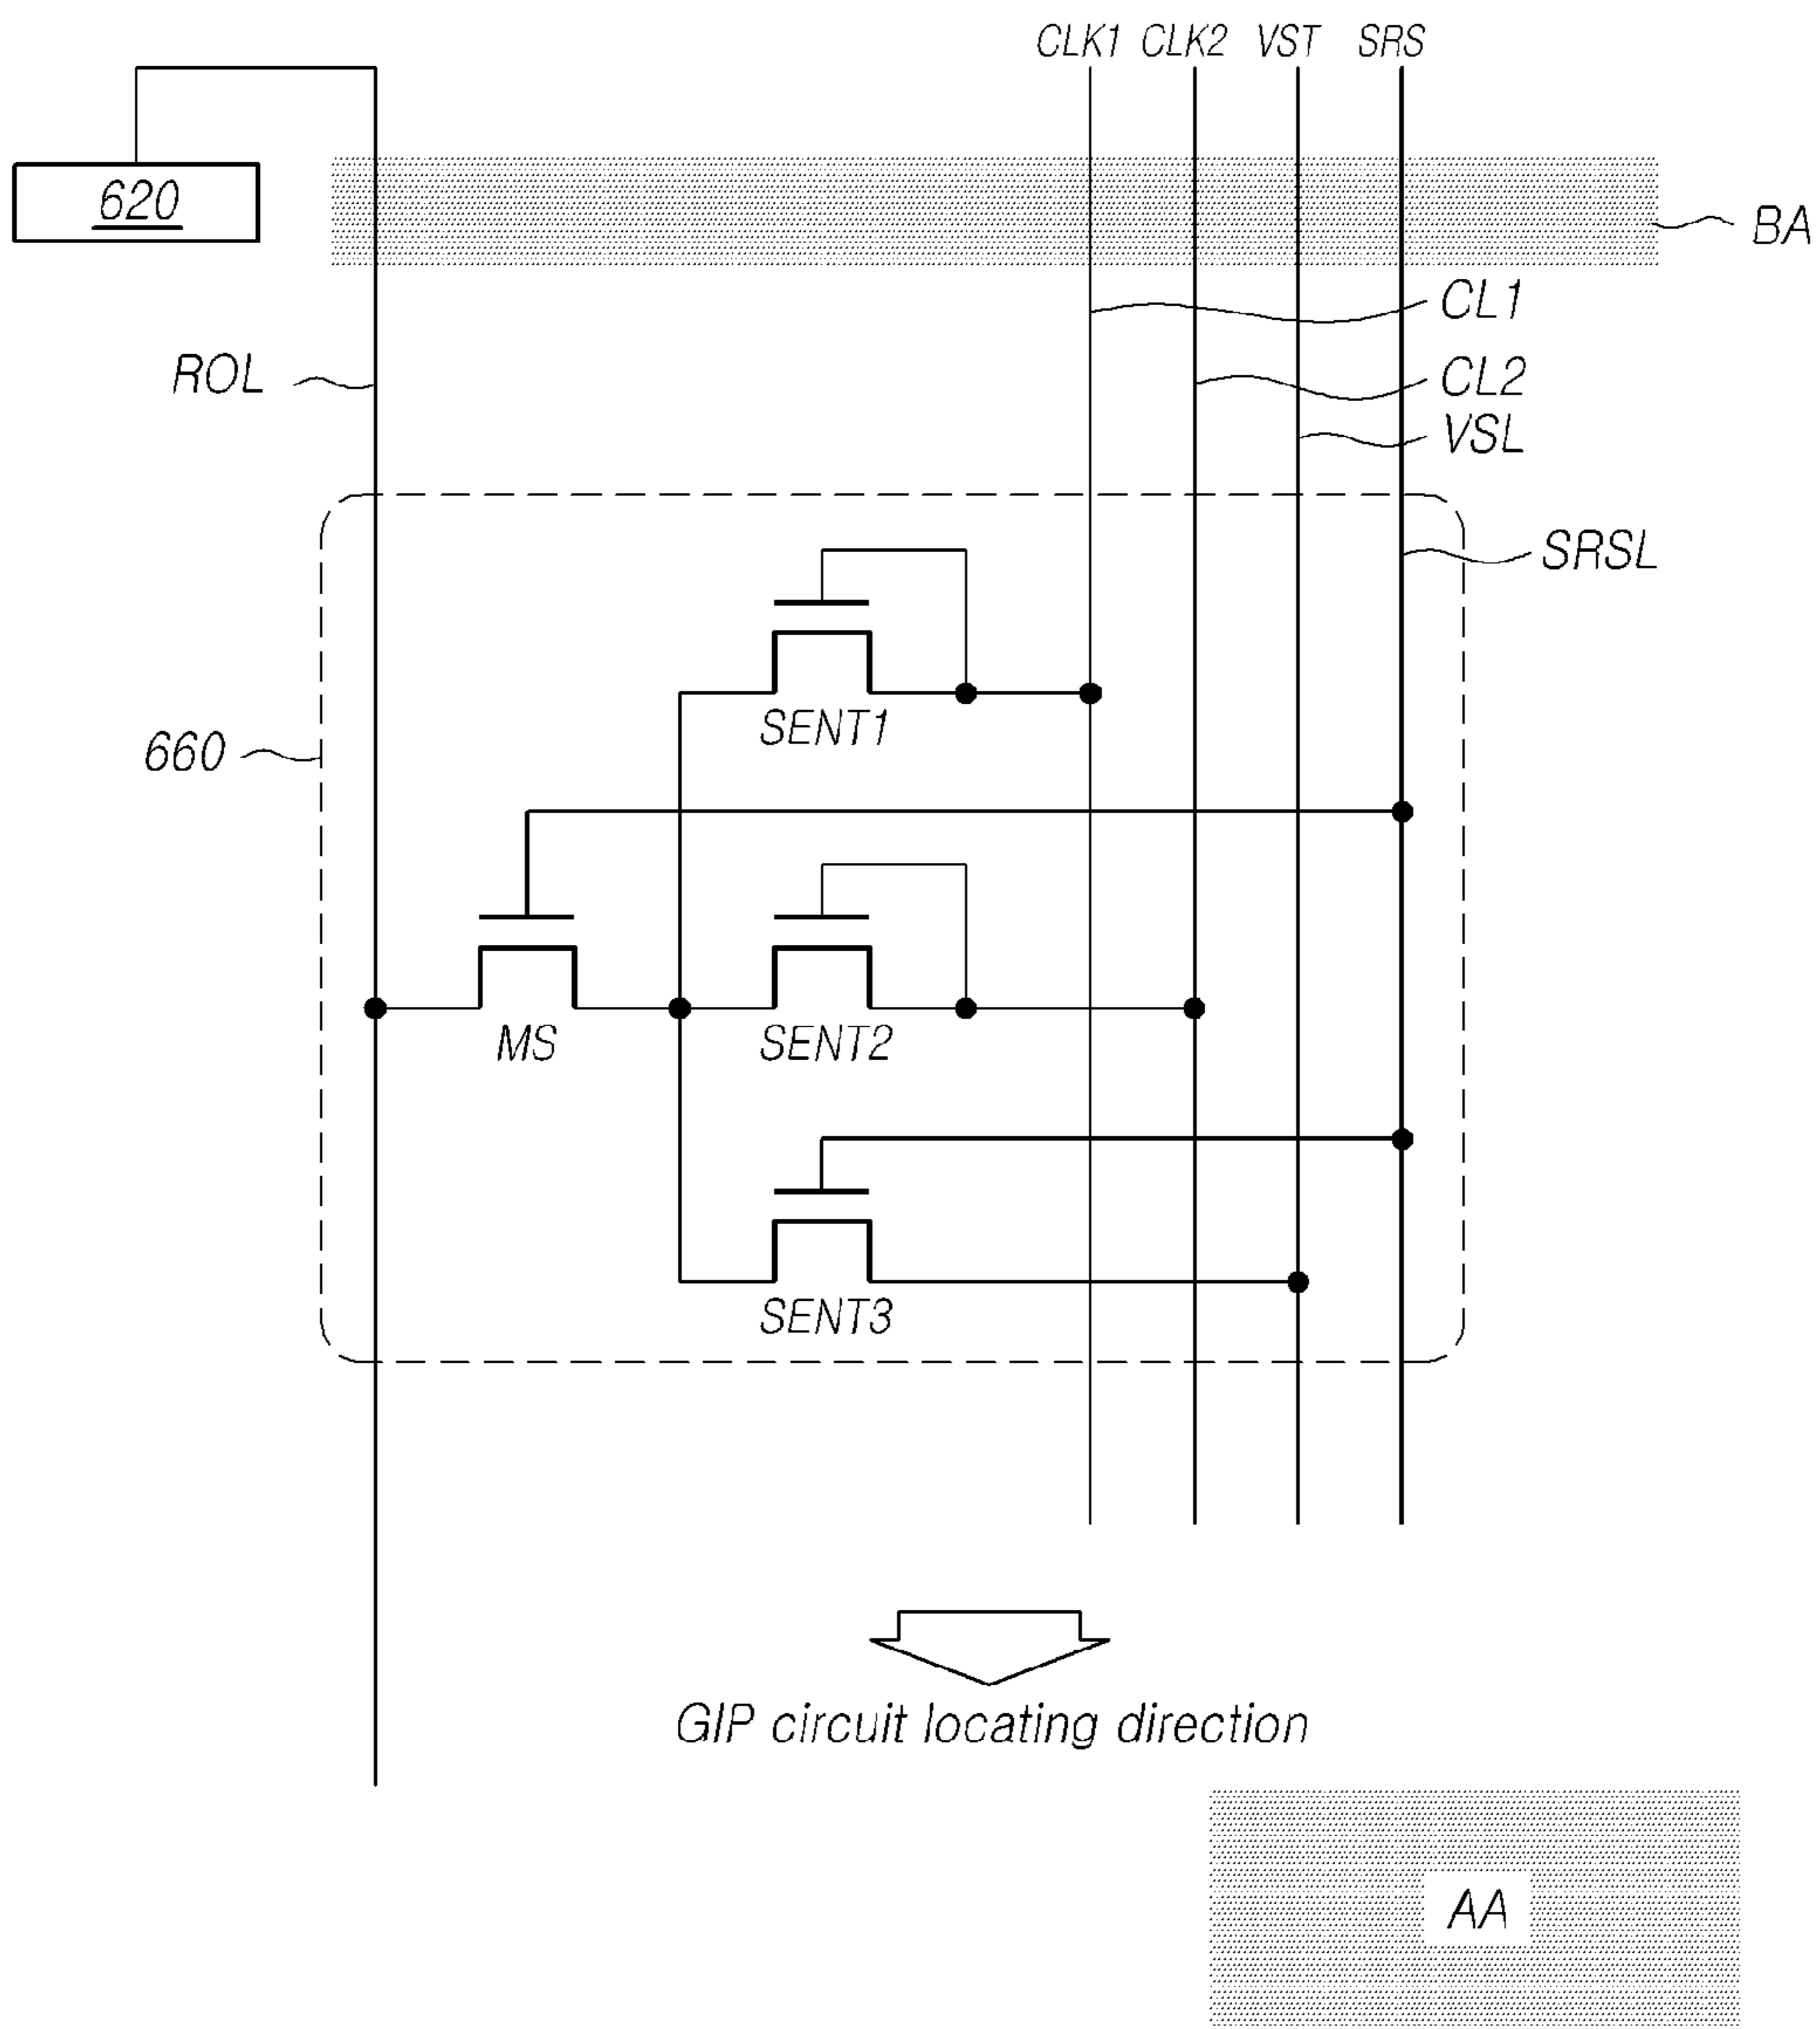 CLK1 CLK2 VST SRS
620
BA
CL1
ROL
CL2
VSL
SRSL
SENT1
660
MS
SENT2
SENT3
GIP circuit locating direction
AA